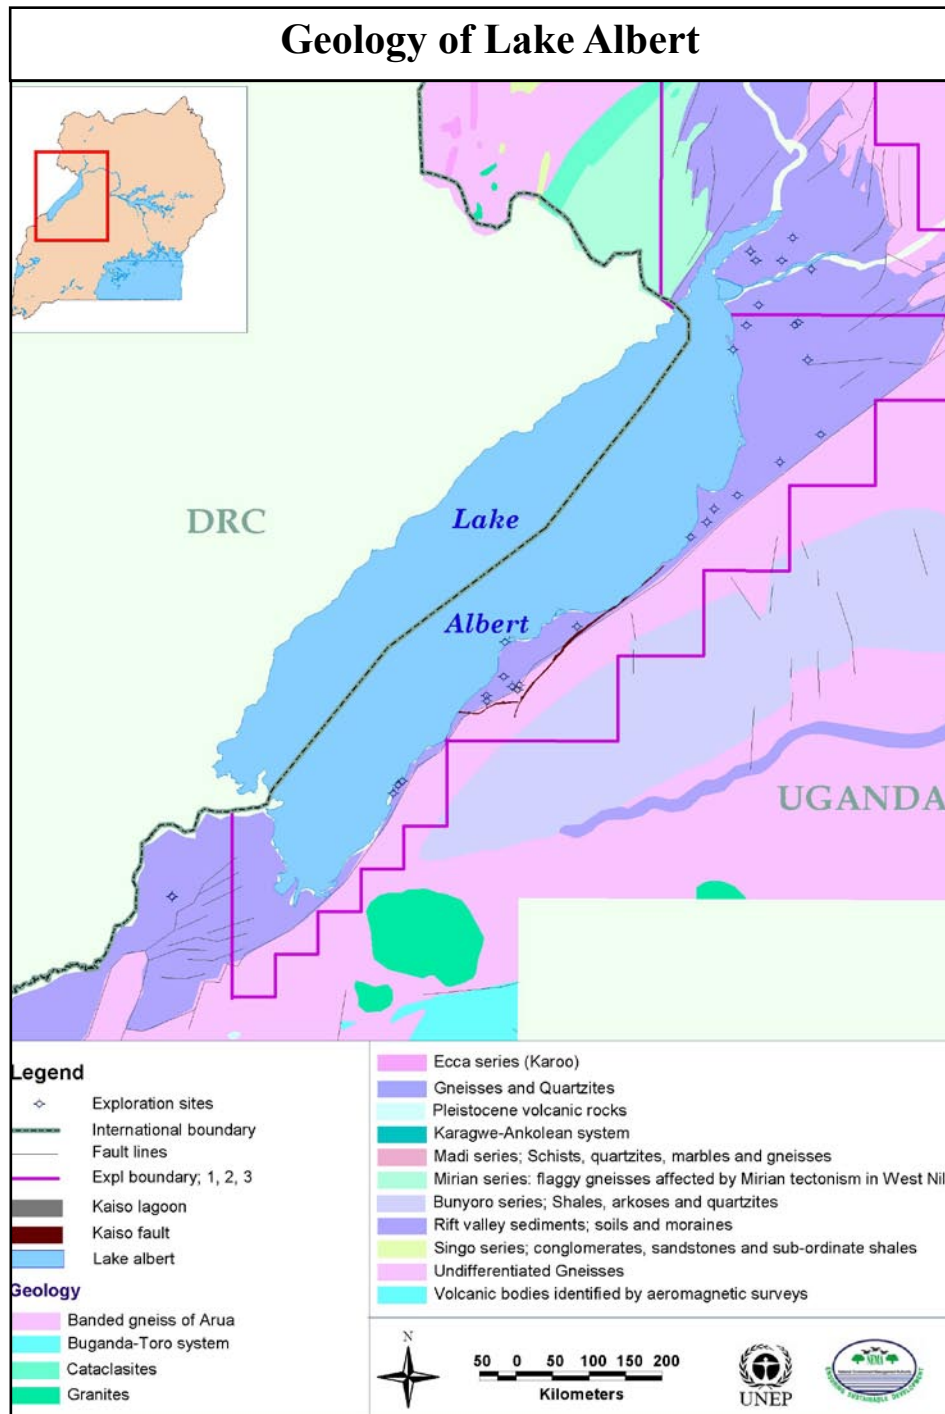 Geology of Lake Albert
DRC
Lake
Albert
UGANDA
Legend
Exploration sites
International boundary
Fault lines
Expl boundary; 1, 2, 3
Kaiso lagoon
Kaiso fault
Lake albert
Geology
Banded gneiss of Arua
Buganda-Toro system
Cataclasites
Granites
Ecca series (Karoo)
Gneisses and Quartzites
Pleistocene volcanic rocks
Karagwe-Ankolean system
Madi series; Schists, quartzites, marbles and gneisses
Mirian series: flaggy gneisses affected by Mirian tectonism in West Nil
Bunyoro series; Shales, arkoses and quartzites
Rift valley sediments; soils and moraines
Singo series; conglomerates, sandstones and sub-ordinate shales
Undifferentiated Gneisses
Volcanic bodies identified by aeromagnetic surveys
N
50 0 50 100 150 200
Kilometers
UNEP
NEMA
ENSURING SUSTAINABLE DEVELOPMENT